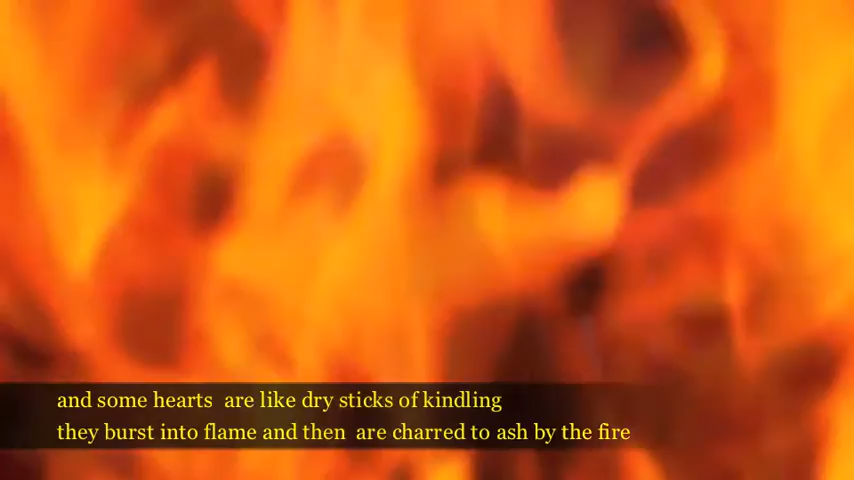 and some hearts  are like dry sticks of kindling
they burst into flame and then  are charred to ash by the fire